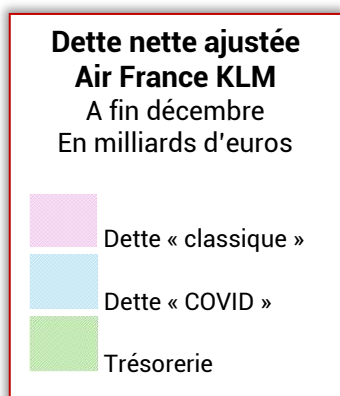 Dette nette ajustée
Air France KLM
A fin décembre
En milliards d'euros
Dette « classique »
Dette « COVID »
Trésorerie